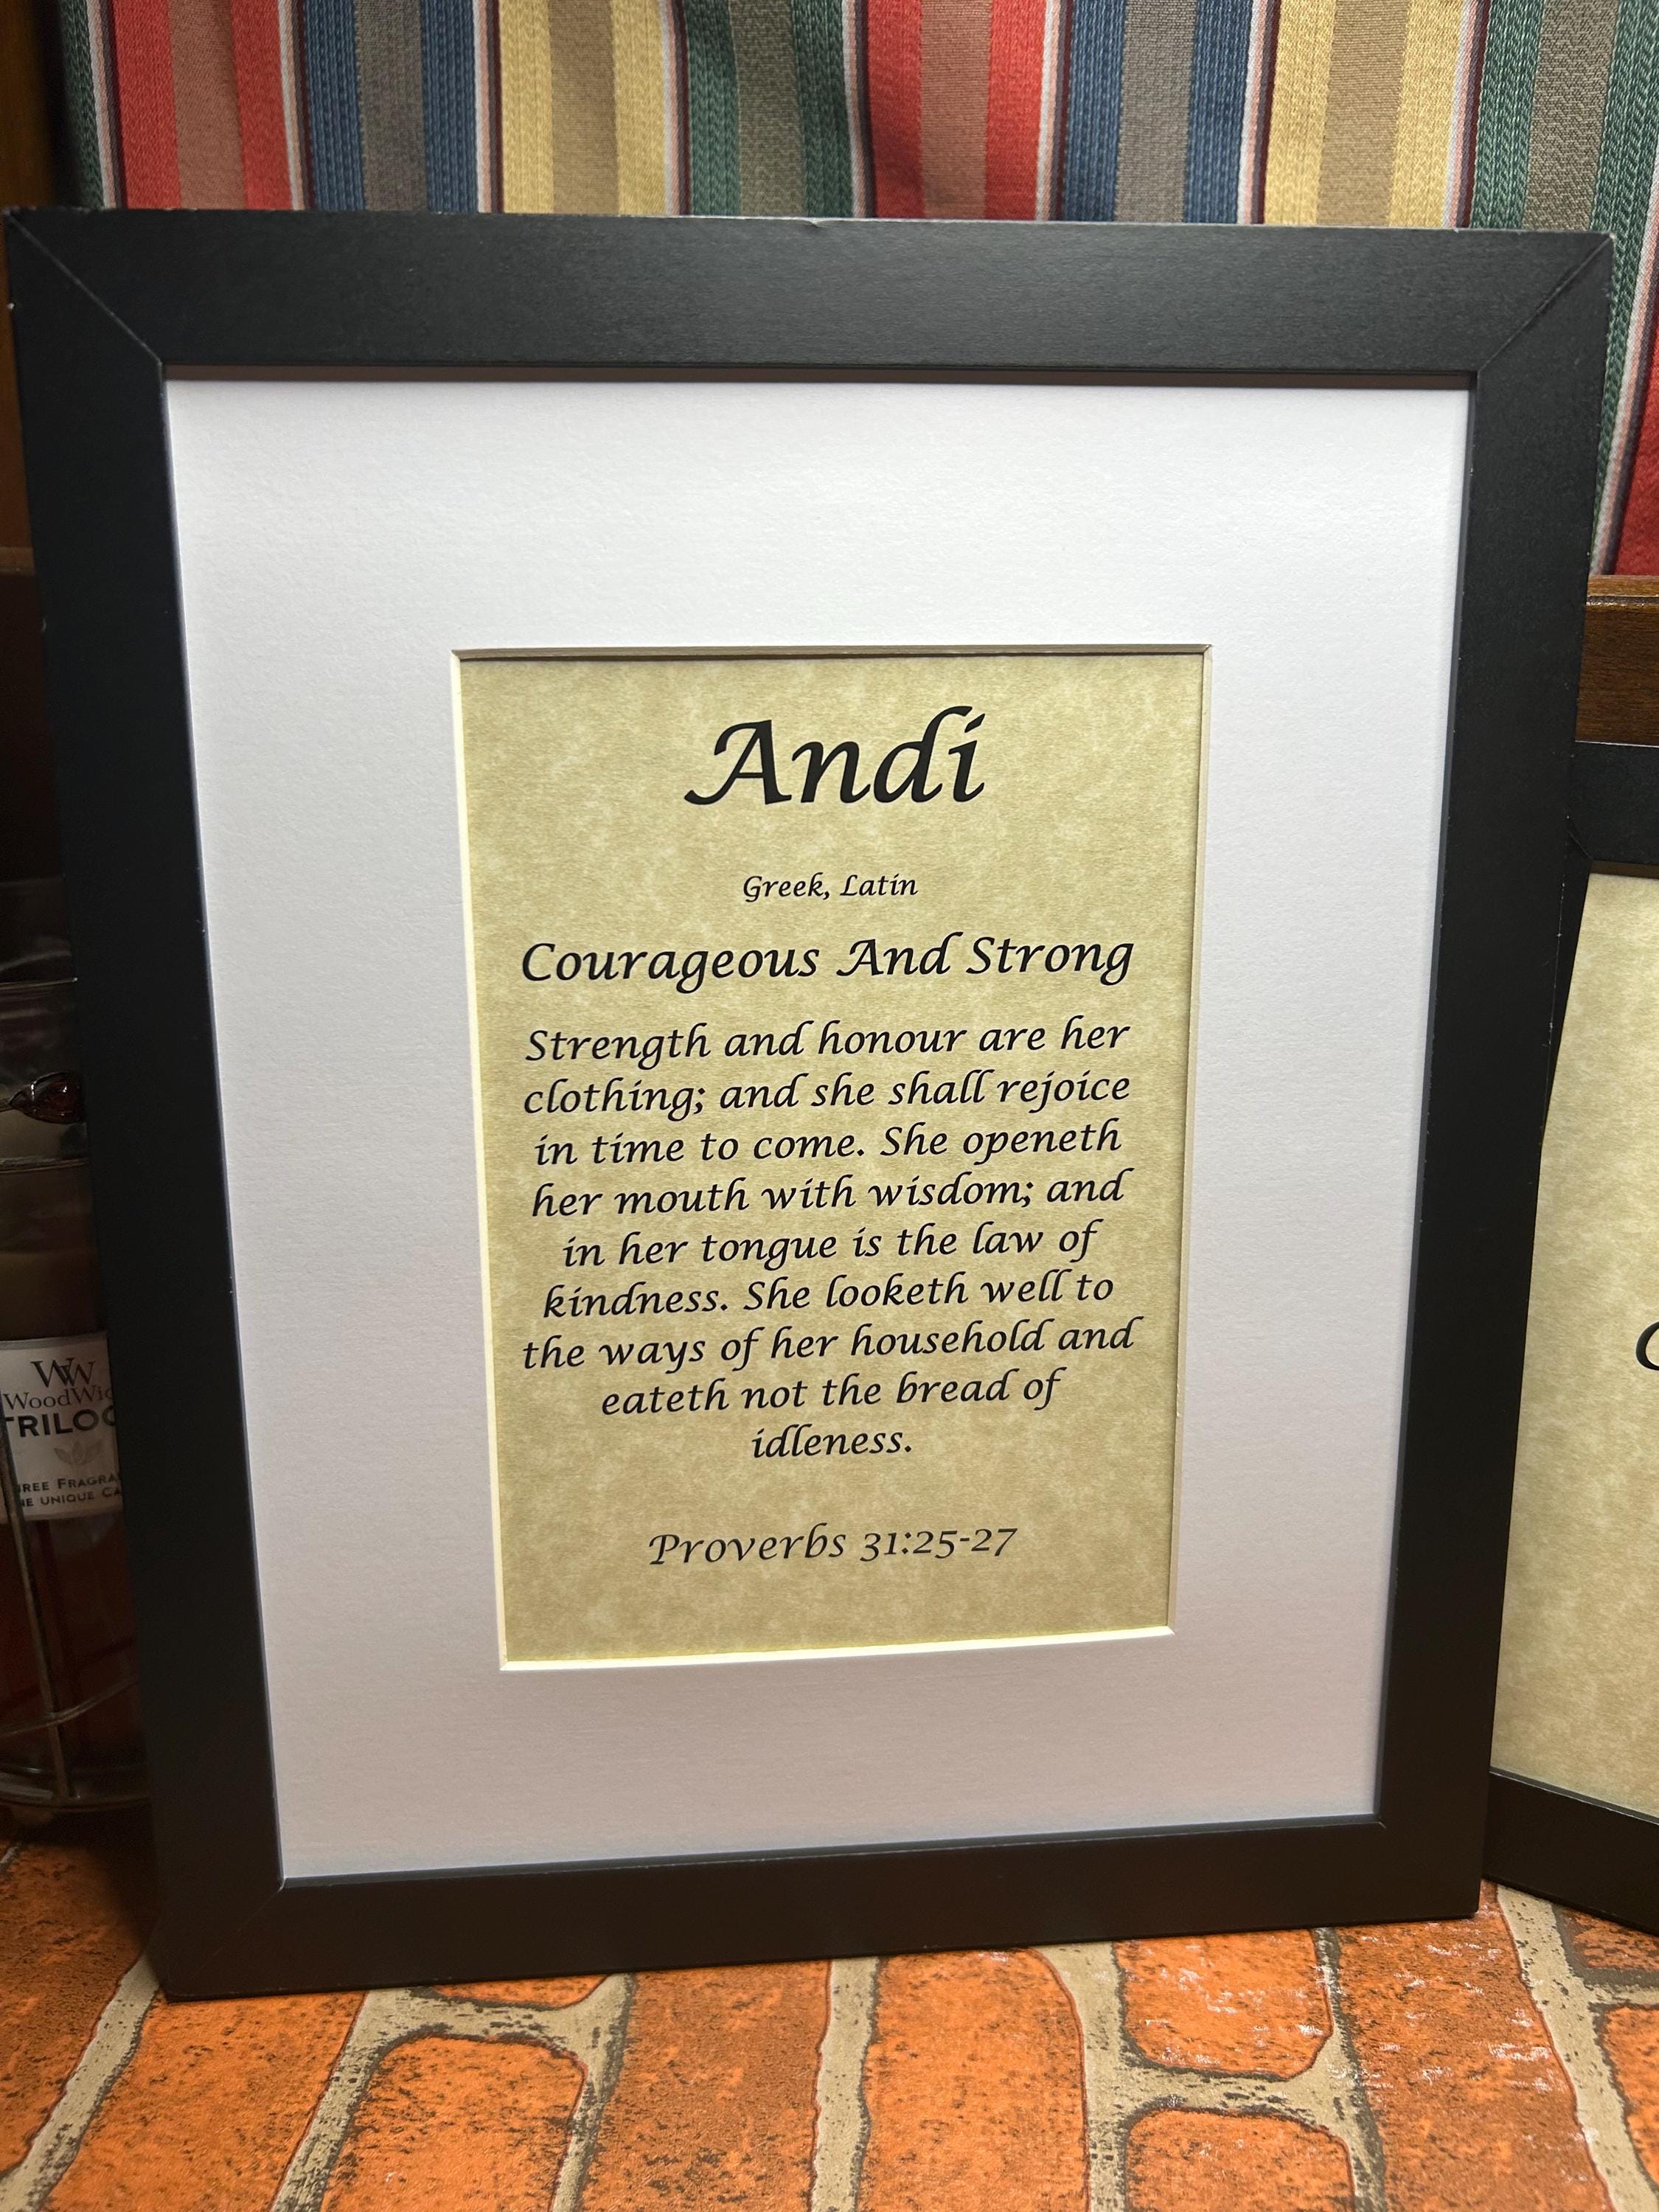 Andi
Greek, Latin
Courageous And Strong
Strength and honour are her
clothing; and she shall rejoice
in time to come. She openeth
her mouth with wisdom; and
in her tongue is the law of
kindness. She looketh well to
the ways of her household and
eateth not the bread of
idleness.
Proverbs 31:25-27
WW